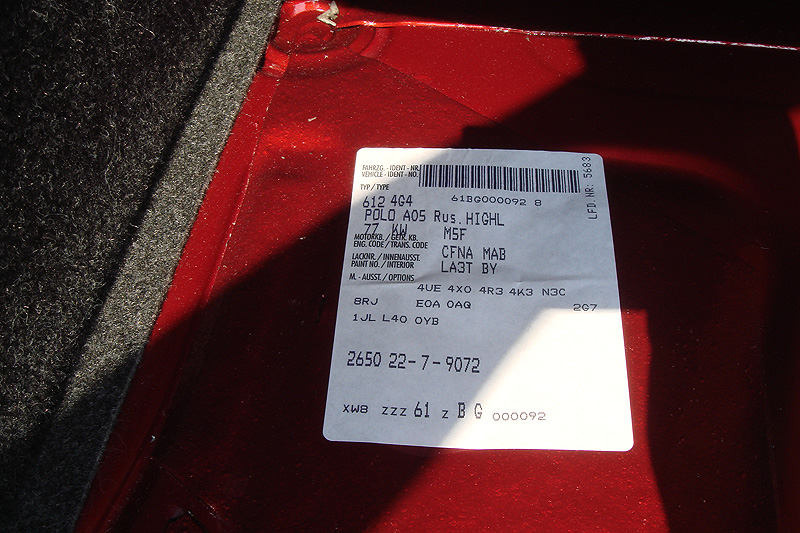 FAHRZG. - IDENT - NR.
VEHICLE - IDENT - NO.
61BG000092 8
LFD. NR: 5683
TYP / TYPE
612 4G4
POLO A05 Rus. HIGHL
77 KW M5F
MOTORKB. / GETR. KB.
ENG. CODE / TRANS. CODE
CFNA MAB
LACKNR. / INNENAUSST.
PAINT NO. / INTERIOR
LA3T BY
M. - AUSST. / OPTIONS
4UE 4X0 4R3 4K3 N3C
8RJ E0A 0AQ 2G7
1JL L40 0YB
2650 22-7-9072
XW8 ZZZ 61 Z B G 000092